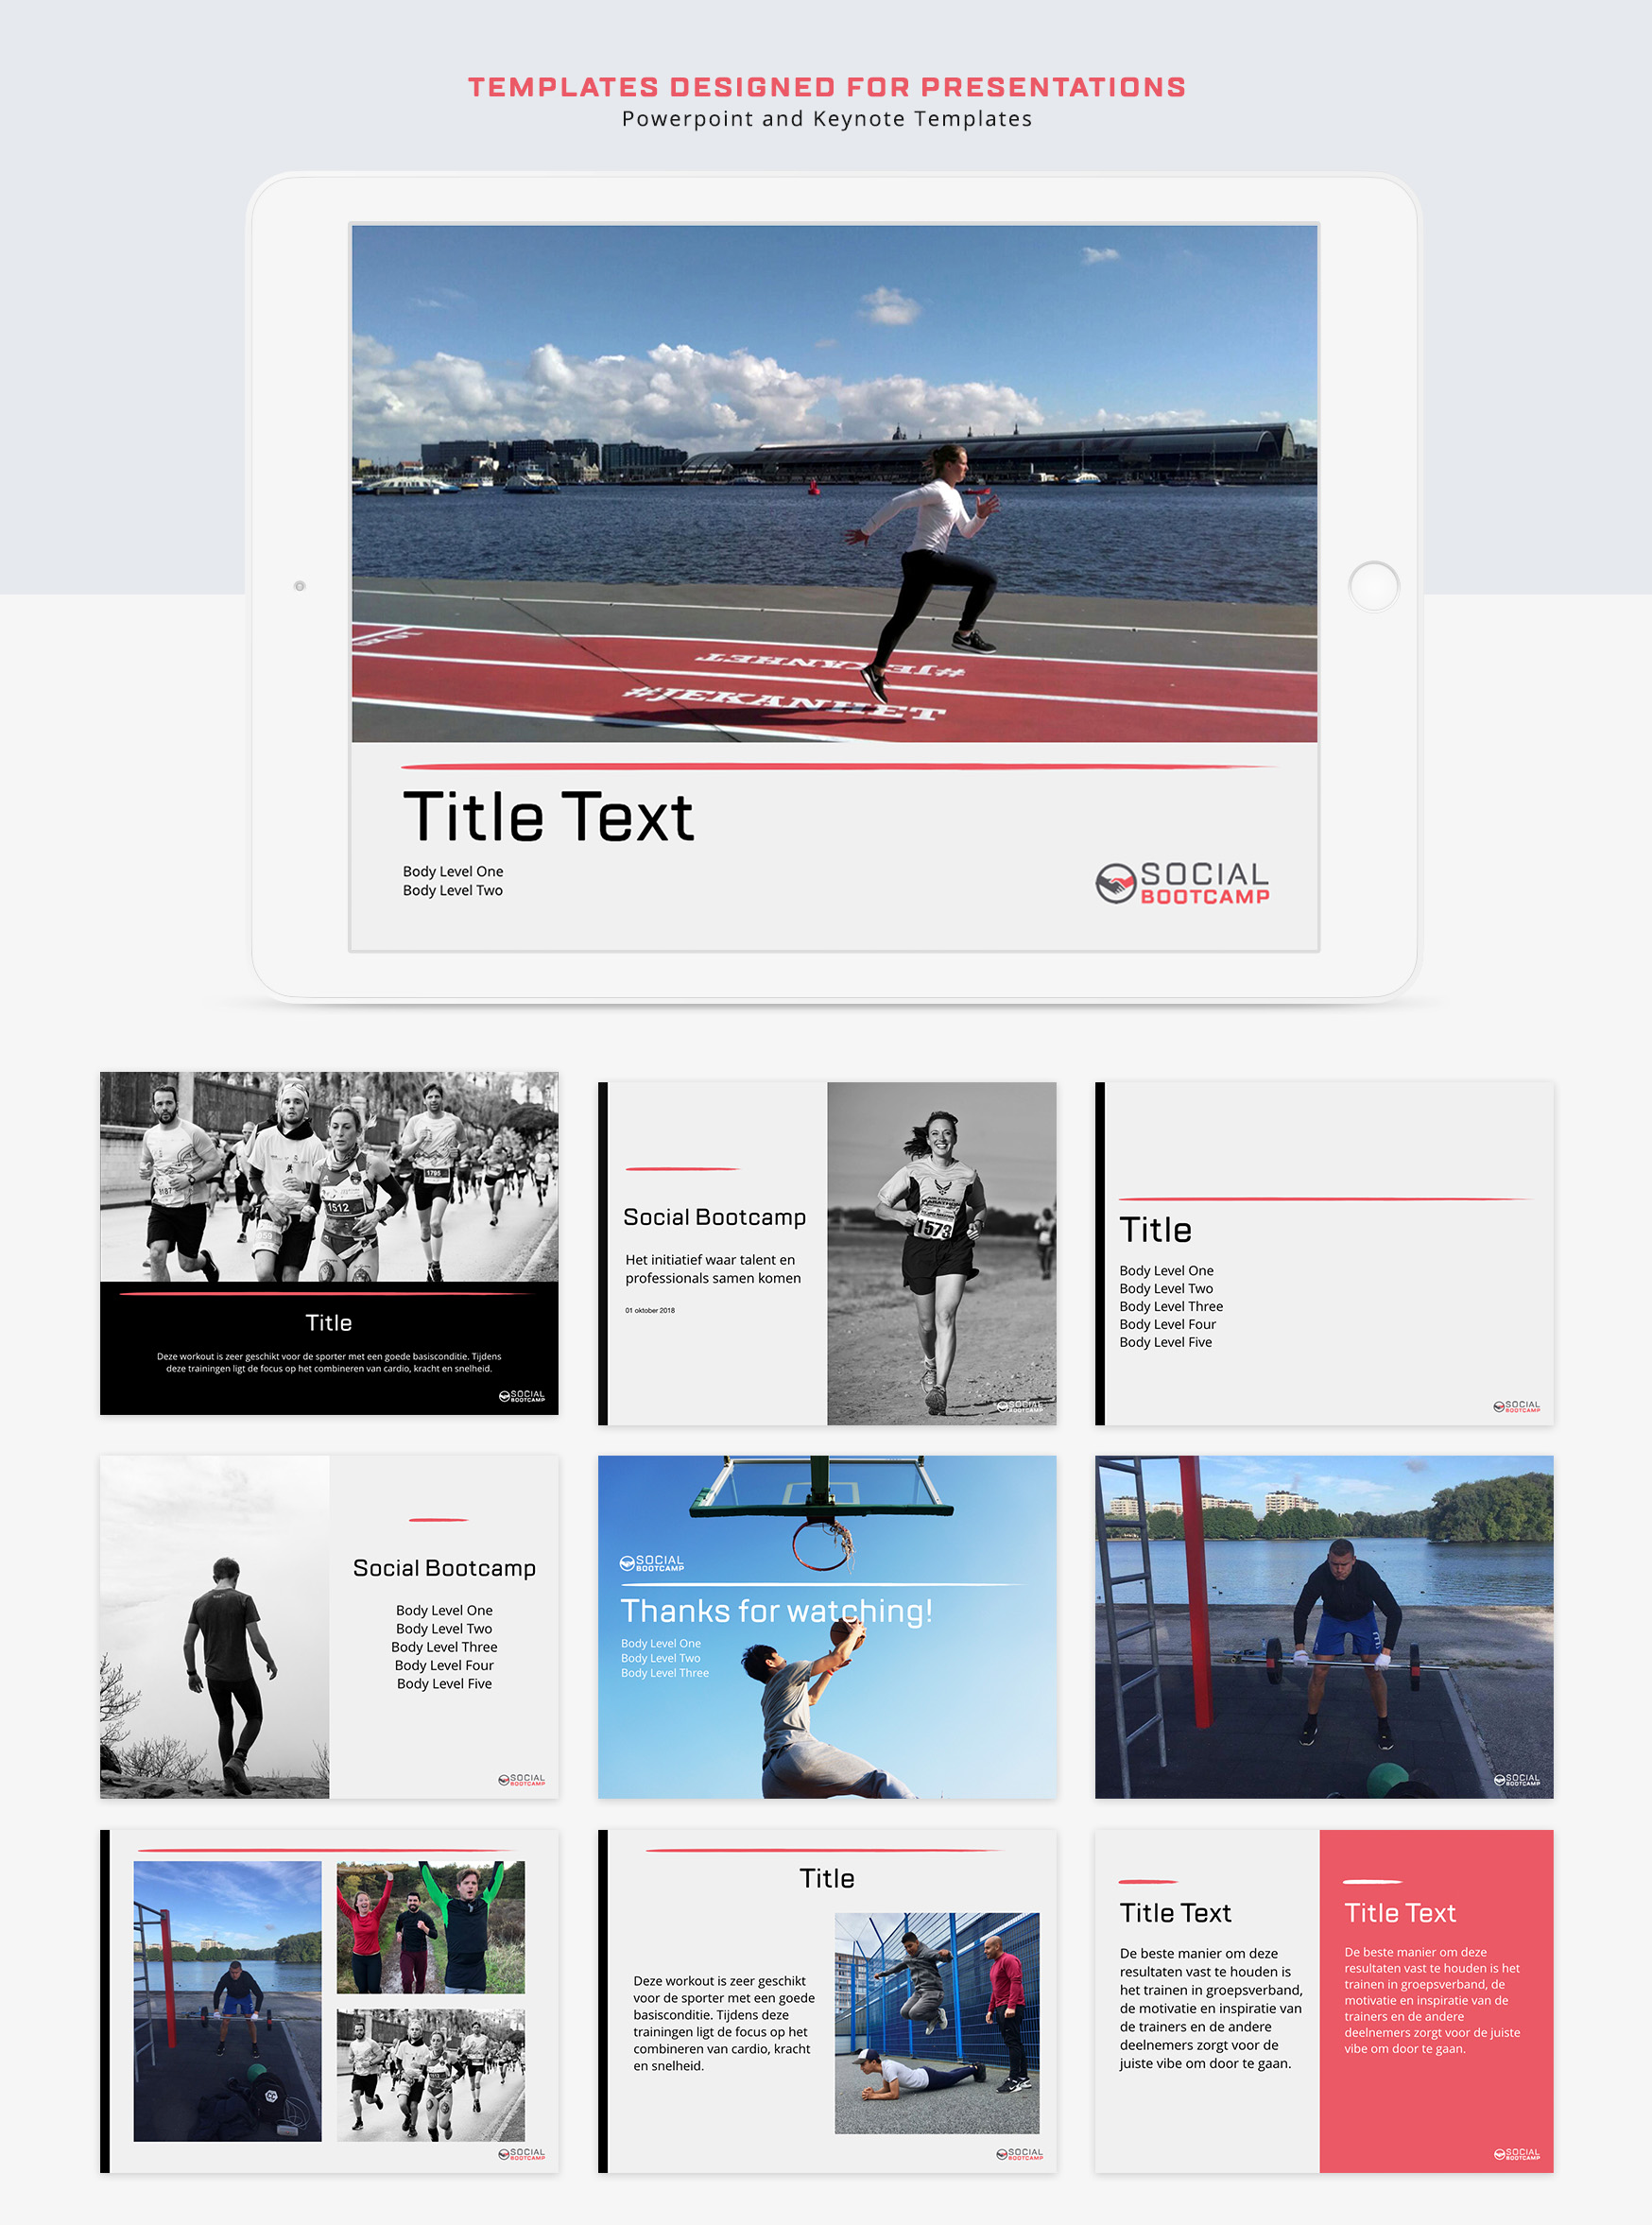 TEMPLATES DESIGNED FOR PRESENTATIONS
Powerpoint and Keynote Templates
#JEKANHET
#JEKANHET
Title Text
Body Level One
Body Level Two
SOCIAL
BOOTCAMP
1795
1512
Title
Deze workout is zeer geschikt voor de sporter met een goede basisconditie. Tijdens
deze trainingen ligt de focus op het combineren van cardio, kracht en snelheid.
SOCIAL
BOOTCAMP
Social Bootcamp
Het initiatief waar talent en
professionals samen komen
01 oktober 2018
AIR FORCE
MARATHON
1573
SOCIAL
BOOTCAMP
Title
Body Level One
Body Level Two
Body Level Three
Body Level Four
Body Level Five
SOCIAL
BOOTCAMP
Social Bootcamp
Body Level One
Body Level Two
Body Level Three
Body Level Four
Body Level Five
SOCIAL
BOOTCAMP
SOCIAL
BOOTCAMP
Thanks for watching!
Body Level One
Body Level Two
Body Level Three
SOCIAL
BOOTCAMP
SOCIAL
BOOTCAMP
Title
Deze workout is zeer geschikt
voor de sporter met een goede
basisconditie. Tijdens deze
trainingen ligt de focus op het
combineren van cardio, kracht
en snelheid.
SOCIAL
BOOTCAMP
Title Text
De beste manier om deze
resultaten vast te houden is
het trainen in groepsverband,
de motivatie en inspiratie van
de trainers en de andere
deelnemers zorgt voor de
juiste vibe om door te gaan.
Title Text
De beste manier om deze
resultaten vast te houden is het
trainen in groepsverband, de
motivatie en inspiratie van de
trainers en de andere
deelnemers zorgt voor de juiste
vibe om door te gaan.
SOCIAL
BOOTCAMP